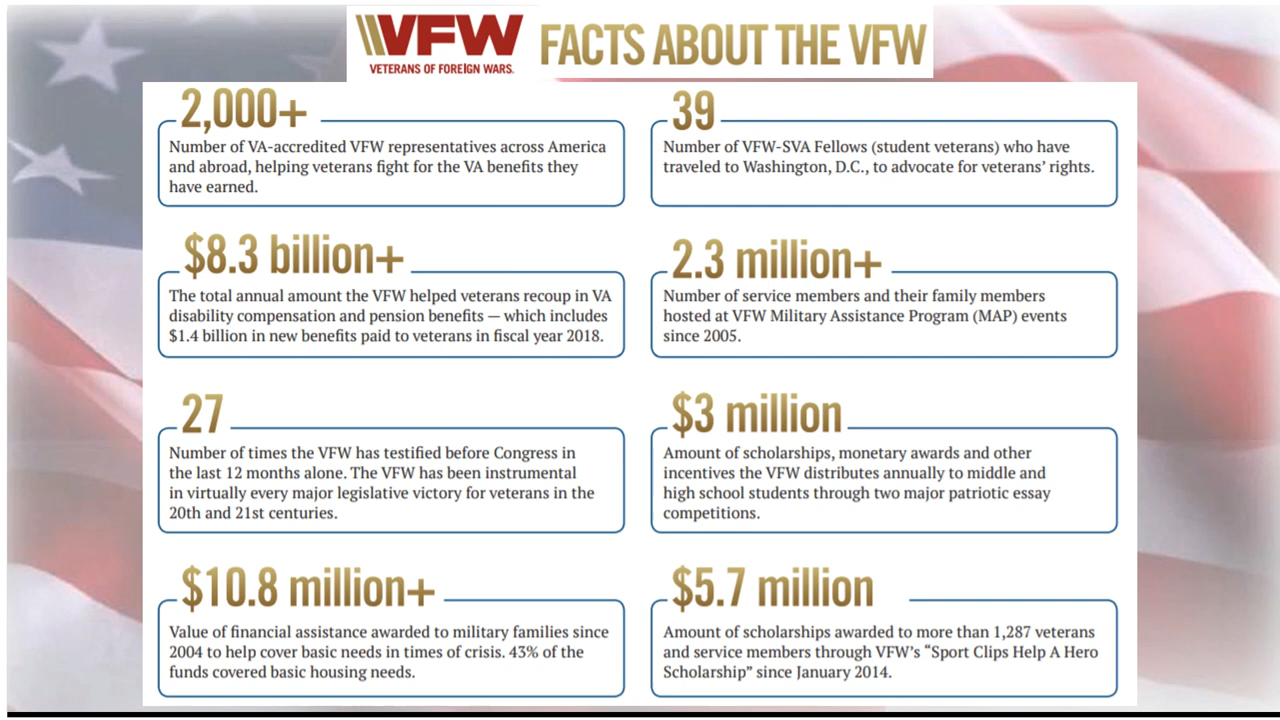 VFW
VETERANS OF FOREIGN WARS.
FACTS ABOUT THE VFW
2,000+
Number of VA-accredited VFW representatives across America
and abroad, helping veterans fight for the VA benefits they
have earned.
39
Number of VFW-SVA Fellows (student veterans) who have
traveled to Washington, D.C., to advocate for veterans’ rights.
$8.3 billion+
The total annual amount the VFW helped veterans recoup in VA
disability compensation and pension benefits — which includes
$1.4 billion in new benefits paid to veterans in fiscal year 2018.
2.3 million+
Number of service members and their family members
hosted at VFW Military Assistance Program (MAP) events
since 2005.
27
Number of times the VFW has testified before Congress in
the last 12 months alone. The VFW has been instrumental
in virtually every major legislative victory for veterans in the
20th and 21st centuries.
$3 million
Amount of scholarships, monetary awards and other
incentives the VFW distributes annually to middle and
high school students through two major patriotic essay
competitions.
$10.8 million+
Value of financial assistance awarded to military families since
2004 to help cover basic needs in times of crisis. 43% of the
funds covered basic housing needs.
$5.7 million
Amount of scholarships awarded to more than 1,287 veterans
and service members through VFW’s “Sport Clips Help A Hero
Scholarship” since January 2014.